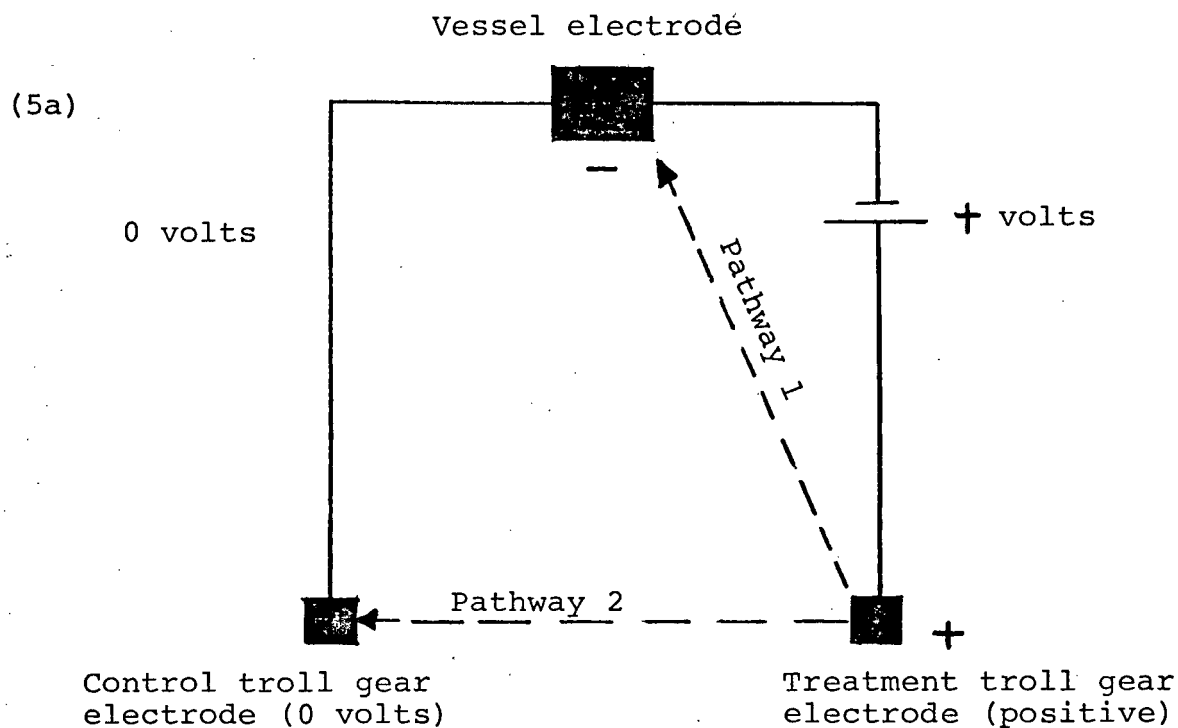 Vessel electrode
(5a)
−
0 volts
+ volts
Pathway 1
Pathway 2
+
Control troll gear
electrode (0 volts)
Treatment troll gear
electrode (positive)